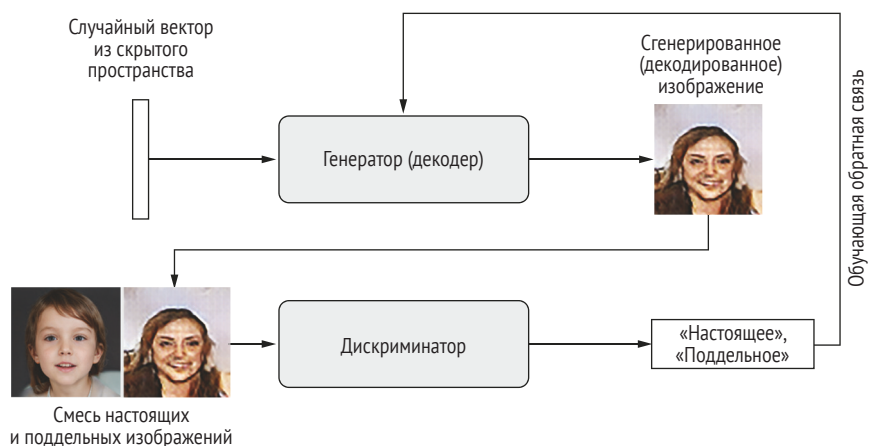 Случайный вектор
из скрытого
пространства
Генератор (декодер)
Сгенерированное
(декодированное)
изображение
Обучающая обратная связь
Смесь настоящих
и поддельных изображений
Дискриминатор
«Настоящее»,
«Поддельное»